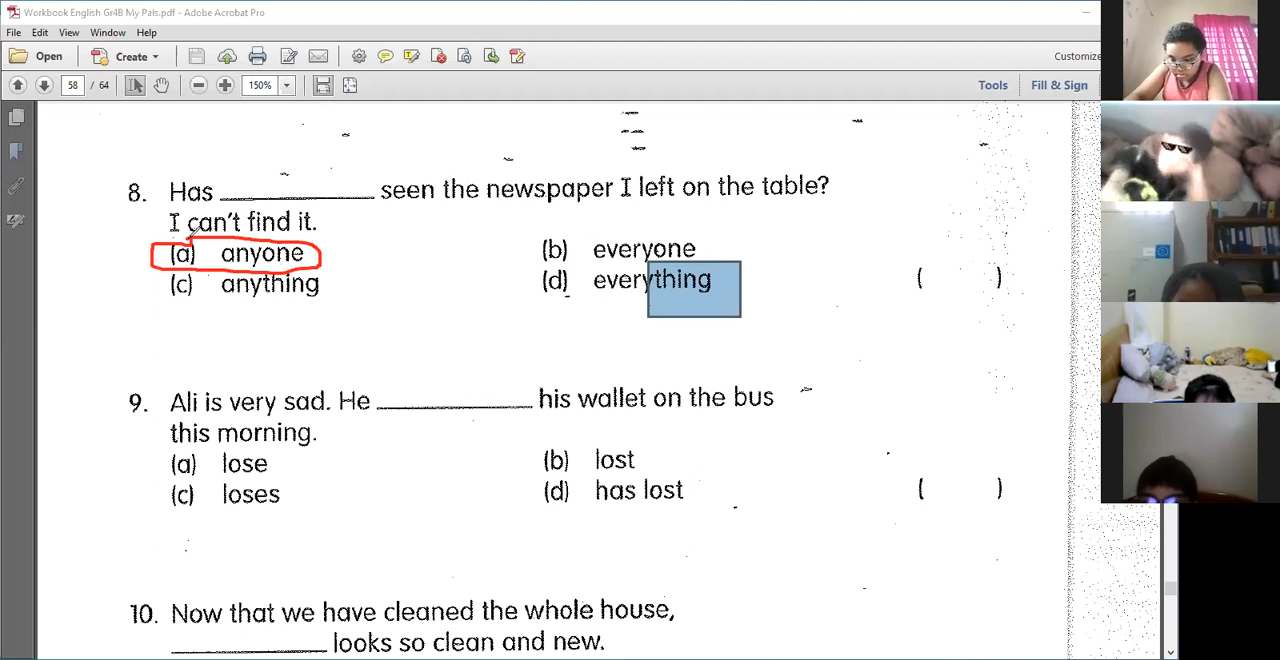 Workbook English Gr4B My Pals.pdf - Adobe Acrobat Pro
File Edit View Window Help
Open Create Customize
58 / 64 150% Tools Fill & Sign
8. Has ____________ seen the newspaper I left on the table?
I can't find it.
(a) anyone (b) everyone
(c) anything (d) everything ( )
9. Ali is very sad. He ____________ his wallet on the bus
this morning.
(a) lose (b) lost
(c) loses (d) has lost ( )
10. Now that we have cleaned the whole house,
____________ looks so clean and new.